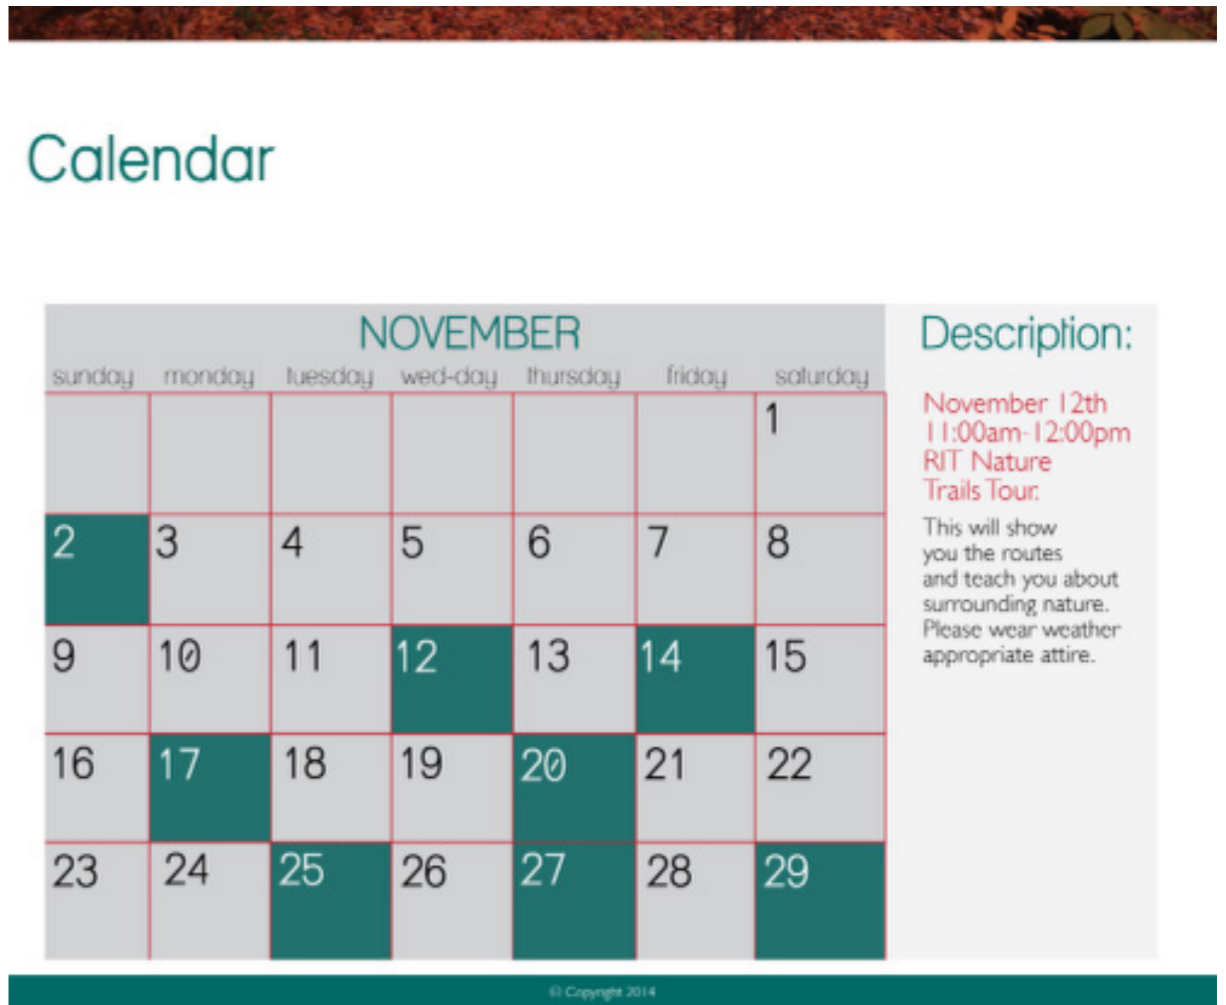 Calendar
NOVEMBER
sunday monday tuesday wed-day thursday friday saturday
1
2 3 4 5 6 7 8
9 10 11 12 13 14 15
16 17 18 19 20 21 22
23 24 25 26 27 28 29
Description:
November 12th
11:00am-12:00pm
RIT Nature
Trails Tour:
This will show
you the routes
and teach you about
surrounding nature.
Please wear weather
appropriate attire.
© Copyright 2014